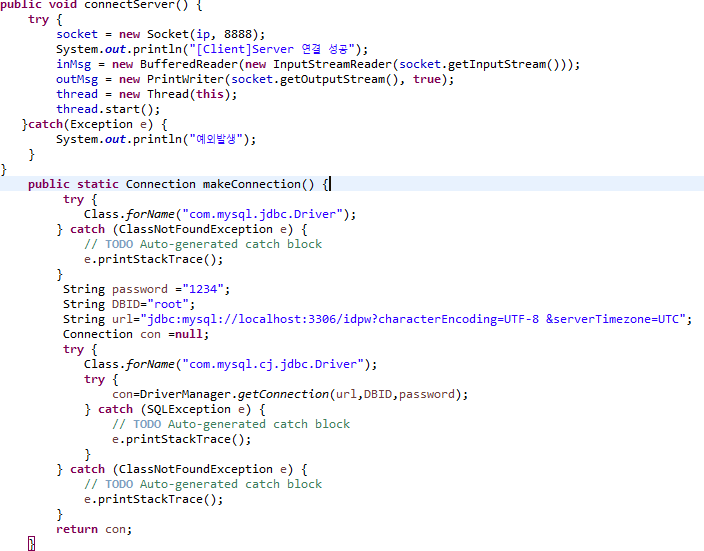 public void connectServer() {
try {
socket = new Socket(ip, 8888);
System.out.println("[Client]Server 연결 성공");
inMsg = new BufferedReader(new InputStreamReader(socket.getInputStream()));
outMsg = new PrintWriter(socket.getOutputStream(), true);
thread = new Thread(this);
thread.start();
}catch(Exception e) {
System.out.println("예외발생");
}
}
public static Connection makeConnection() {
try {
Class.forName("com.mysql.jdbc.Driver");
} catch (ClassNotFoundException e) {
// TODO Auto-generated catch block
e.printStackTrace();
}
String password ="1234";
String DBID="root";
String url="jdbc:mysql://localhost:3306/idpw?characterEncoding=UTF-8 &serverTimezone=UTC";
Connection con =null;
try {
Class.forName("com.mysql.cj.jdbc.Driver");
try {
con=DriverManager.getConnection(url,DBID,password);
} catch (SQLException e) {
// TODO Auto-generated catch block
e.printStackTrace();
}
} catch (ClassNotFoundException e) {
// TODO Auto-generated catch block
e.printStackTrace();
}
return con;
}